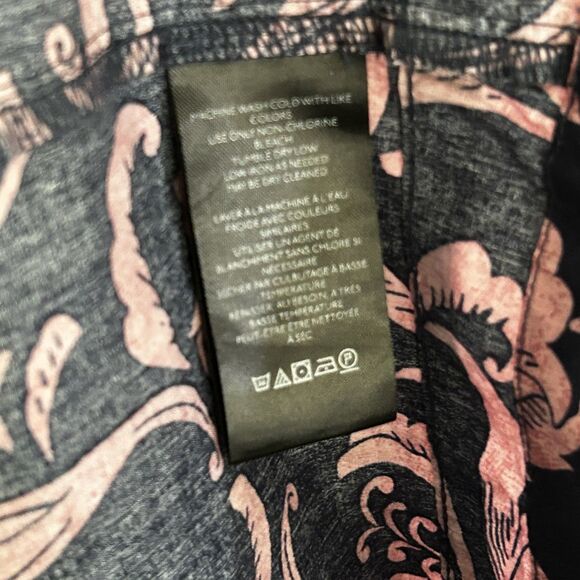 MACHINE WASH COLD WITH LIKE
COLORS
USE ONLY NON-CHLORINE
BLEACH
TUMBLE DRY LOW
LOW IRON AS NEEDED
MAY BE DRY CLEANED
LAVER À LA MACHINE À L'EAU
FROIDE AVEC COULEURS
SIMILAIRES
UTILISER UN AGENT DE
BLANCHIMENT SANS CHLORE SI
NÉCESSAIRE
SÉCHER PAR CULBUTAGE À BASSE
TEMPÉRATURE
REPASSER AU BESOIN, À TRÈS
BASSE TEMPÉRATURE
PEUT-ÊTRE ÊTRE NETTOYÉE
À SEC
P